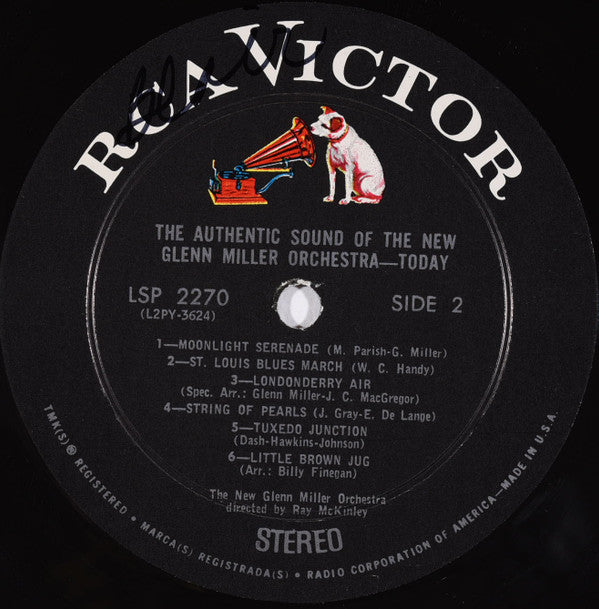 RCA VICTOR
THE AUTHENTIC SOUND OF THE NEW
GLENN MILLER ORCHESTRA—TODAY
LSP 2270
(L2PY-3624)
SIDE 2
1—MOONLIGHT SERENADE (M. Parish-G. Miller)
2—ST. LOUIS BLUES MARCH (W. C. Handy)
3—LONDONDERRY AIR
(Spec. Arr.: Glenn Miller-J. C. MacGregor)
4—STRING OF PEARLS (J. Gray-E. De Lange)
5—TUXEDO JUNCTION
(Dash-Hawkins-Johnson)
6—LITTLE BROWN JUG
(Arr.: Billy Finegan)
The New Glenn Miller Orchestra
directed by Ray McKinley
STEREO
TMK(S) ® REGISTERED • MARCA(S) REGISTRADA(S) • RADIO CORPORATION OF AMERICA—MADE IN U.S.A.